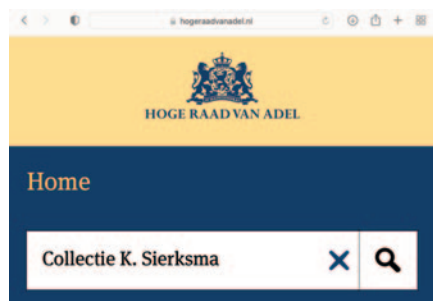 hogeraadvanadel.nl
HOGE RAAD VAN ADEL
Home
Collectie K. Sierksma